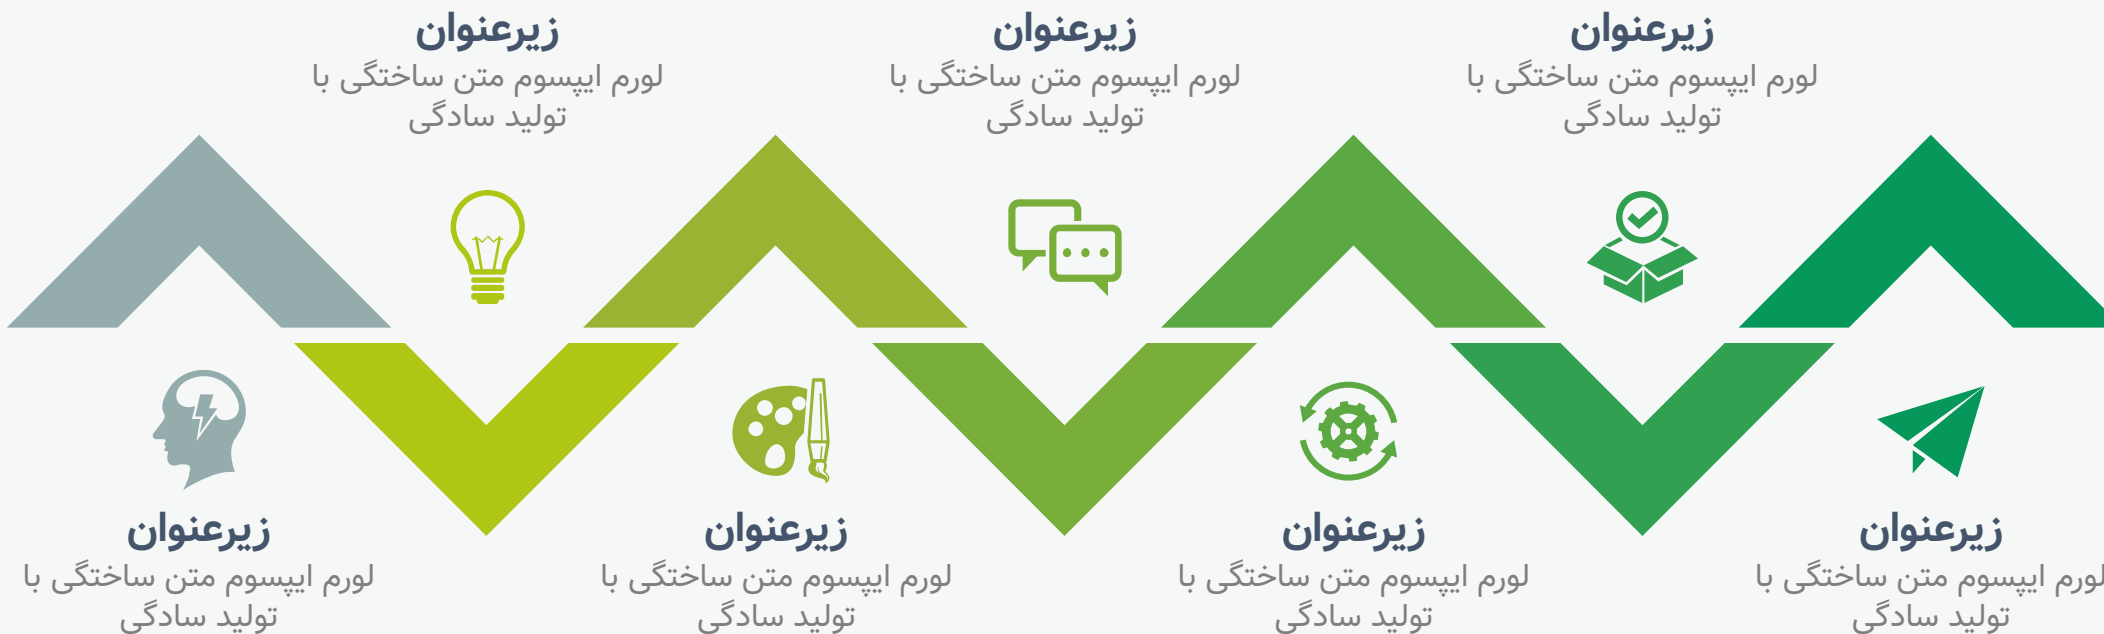 زیرعنوان
لورم ایپسوم متن ساختگی با
تولید سادگی
زیرعنوان
لورم ایپسوم متن ساختگی با
تولید سادگی
زیرعنوان
لورم ایپسوم متن ساختگی با
تولید سادگی
زیرعنوان
لورم ایپسوم متن ساختگی با
تولید سادگی
زیرعنوان
لورم ایپسوم متن ساختگی با
تولید سادگی
زیرعنوان
لورم ایپسوم متن ساختگی با
تولید سادگی
زیرعنوان
لورم ایپسوم متن ساختگی با
تولید سادگی